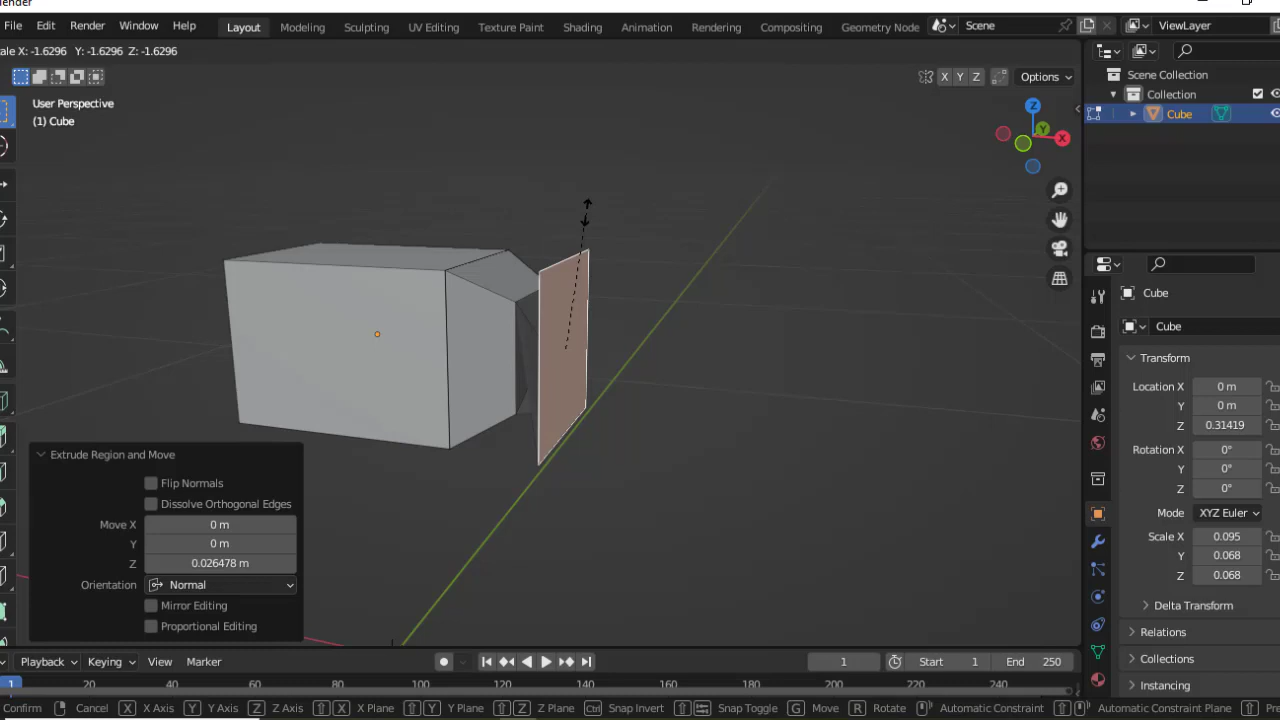 ender
File Edit Render Window Help Layout Modeling Sculpting UV Editing Texture Paint Shading Animation Rendering Compositing Geometry Node Scene ViewLayer
ale X: -1.6296 Y: -1.6296 Z: -1.6296
X Y Z Options
User Perspective
(1) Cube
Z
Y
X
Scene Collection
Collection
Cube
Cube
Cube
Transform
Location X 0 m
Y 0 m
Z 0.31419
Rotation X 0°
Y 0°
Z 0°
Mode XYZ Euler
Scale X 0.095
Y 0.068
Z 0.068
Delta Transform
Relations
Collections
Instancing
Extrude Region and Move
Flip Normals
Dissolve Orthogonal Edges
Move X 0 m
Y 0 m
Z 0.026478 m
Orientation Normal
Mirror Editing
Proportional Editing
Playback Keying View Marker 1 Start 1 End 250
1 20 40 60 80 100 120 140 160 180 200 220 240
Confirm Cancel X X Axis Y Y Axis Z Z Axis X X Plane Y Y Plane Z Z Plane Ctrl Snap Invert Snap Toggle G Move R Rotate Automatic Constraint Automatic Constraint Plane Pre